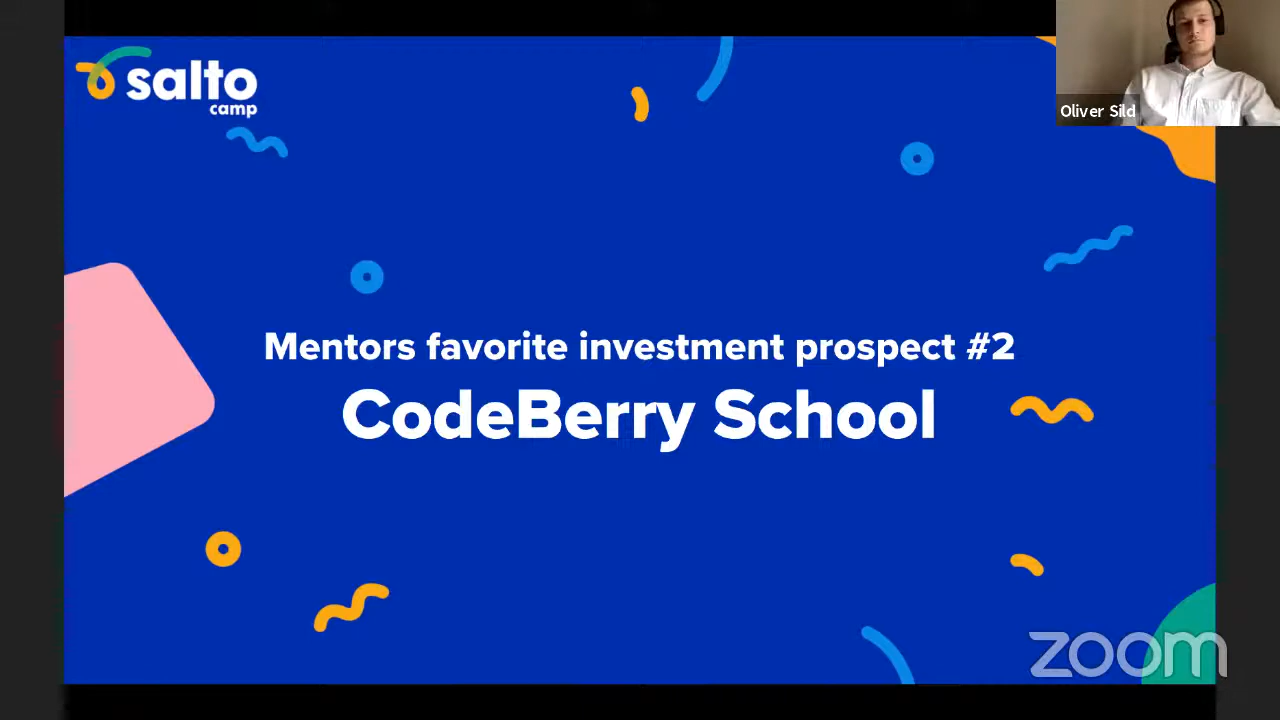 salto
camp
Oliver Sild
Mentors favorite investment prospect #2
CodeBerry School
zoom